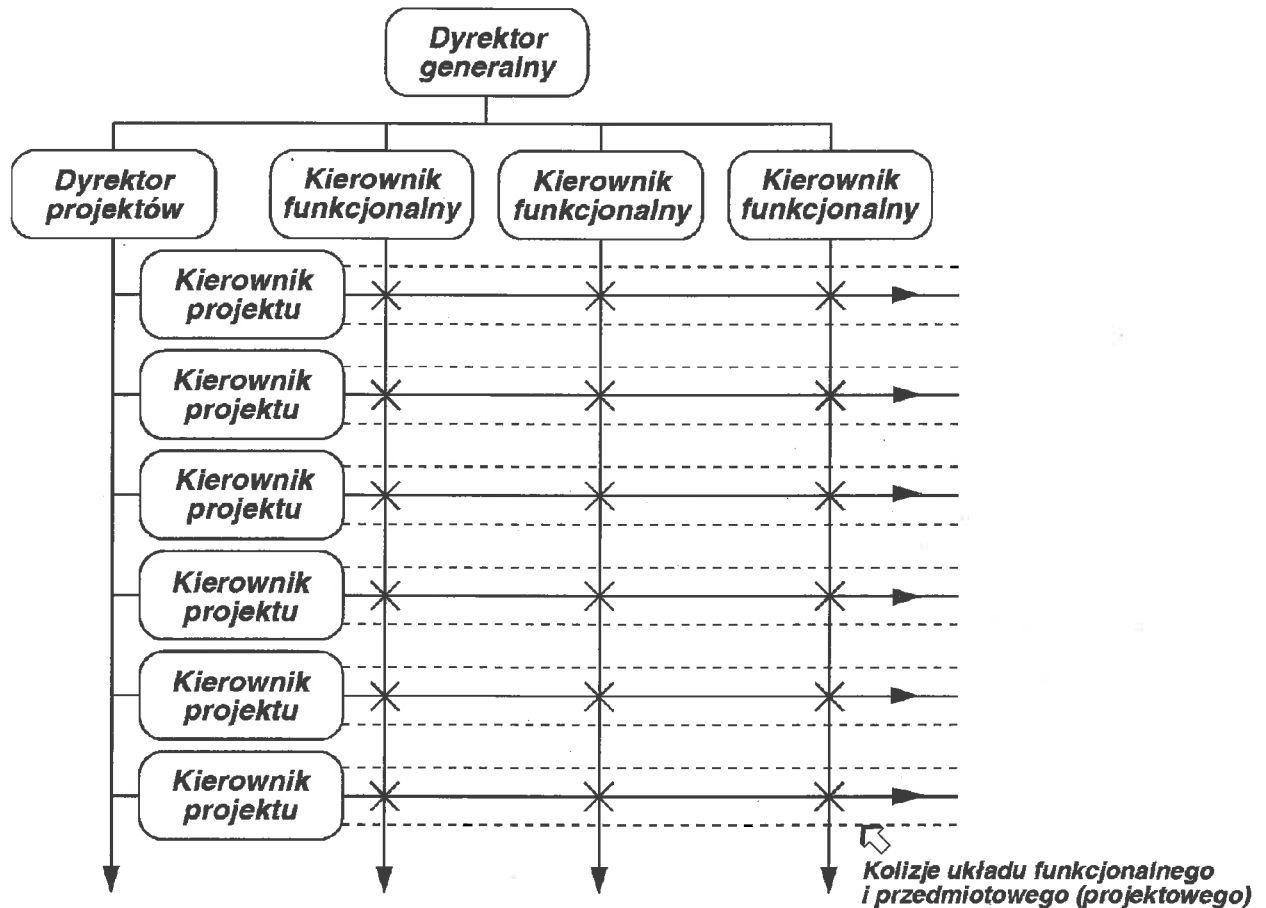 Dyrektor
generalny
Dyrektor
projektów
Kierownik
funkcjonalny
Kierownik
funkcjonalny
Kierownik
funkcjonalny
Kierownik
projektu
Kierownik
projektu
Kierownik
projektu
Kierownik
projektu
Kierownik
projektu
Kierownik
projektu
Kolizje układu funkcjonalnego
i przedmiotowego (projektowego)